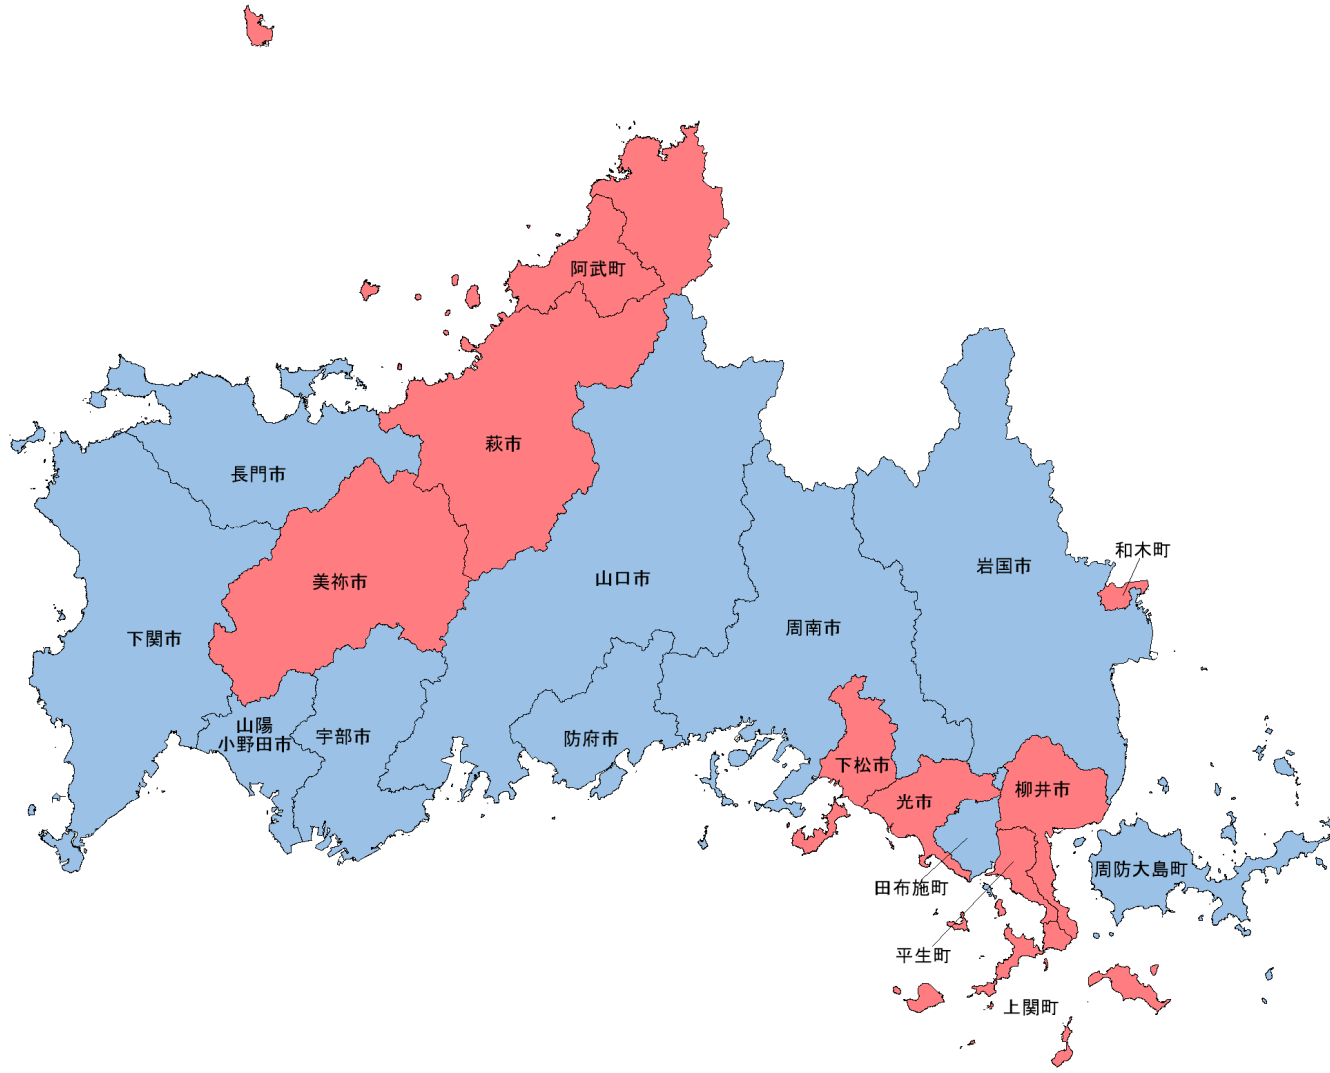 阿武町
萩市
長門市
和木町
岩国市
美祢市
山口市
周南市
下関市
山陽
小野田市
宇部市
防府市
下松市
柳井市
光市
周防大島町
田布施町
平生町
上関町